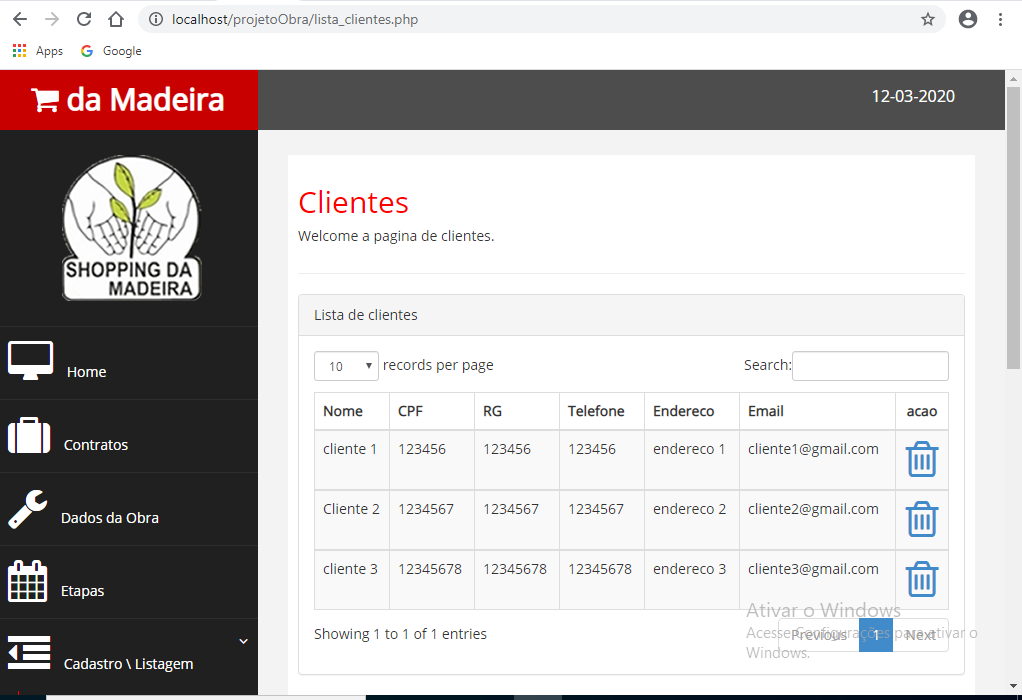 localhost/projetoObra/lista_clientes.php
Apps Google
da Madeira
12-03-2020
SHOPPING DA
MADEIRA
Home
Contratos
Dados da Obra
Etapas
Cadastro \ Listagem
Clientes
Welcome a pagina de clientes.
Lista de clientes
10 records per page Search:
Nome CPF RG Telefone Endereco Email acao
cliente 1 123456 123456 123456 endereco 1 cliente1@gmail.com
Cliente 2 1234567 1234567 1234567 endereco 2 cliente2@gmail.com
cliente 3 12345678 12345678 12345678 endereco 3 cliente3@gmail.com
Showing 1 to 1 of 1 entries
Previous 1 Next
Ativar o Windows
Acesse Configurações para ativar o
Windows.